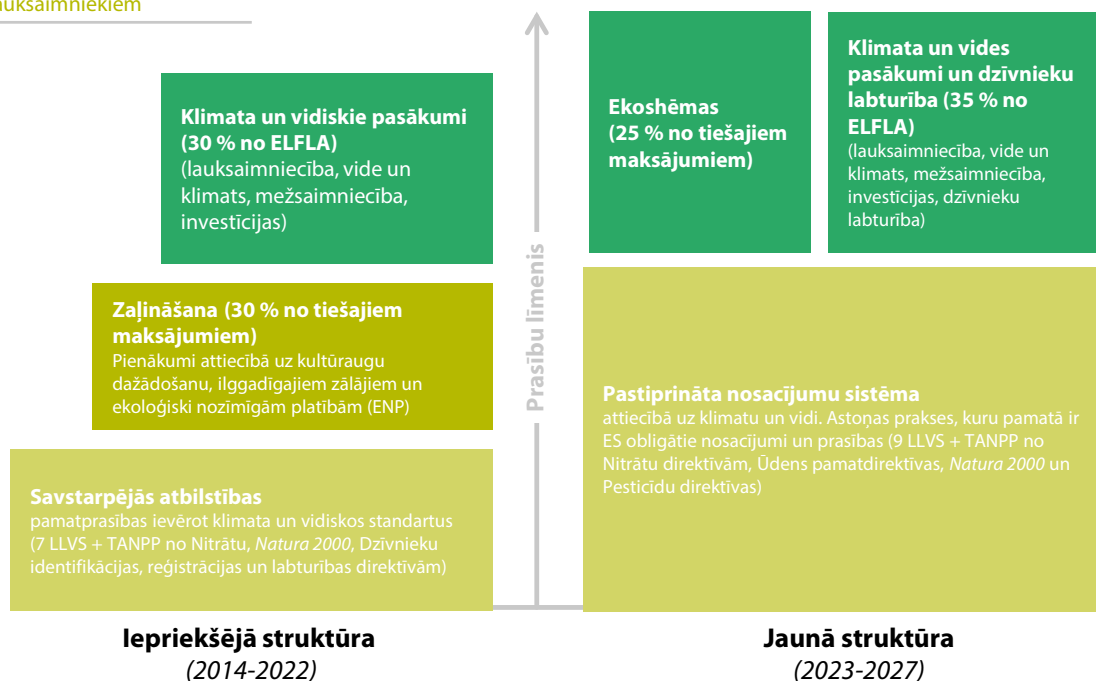 Klimata un vidiskie pasākumi
(30 % no ELFLA)
(lauksaimniecība, vide un
klimats, mežsaimniecība,
investīcijas)
Zaļināšana (30 % no tiešajiem
maksājumiem)
Pienākumi attiecībā uz kultūraugu
dažādošanu, ilggadīgajiem zālājiem un
ekoloģiski nozīmīgām platībām (ENP)
Savstarpējās atbilstības
pamatprasības ievērot klimata un vidiskos standartus
(7 LLVS + TANPP no Nitrātu, Natura 2000, Dzīvnieku
identifikācijas, reģistrācijas un labturības direktīvām)
Iepriekšējā struktūra
(2014-2022)
Prasību līmenis
Ekoshēmas
(25 % no tiešajiem
maksājumiem)
Klimata un vides
pasākumi un dzīvnieku
labturība (35 % no
ELFLA)
(lauksaimniecība, vide un
klimats, mežsaimniecība,
investīcijas, dzīvnieku
labturība)
Pastiprināta nosacījumu sistēma
attiecībā uz klimatu un vidi. Astoņas prakses, kuru pamatā ir
ES obligātie nosacījumi un prasības (9 LLVS + TANPP no
Nitrātu direktīvām, Ūdens pamatdirektīvas, Natura 2000 un
Pesticīdu direktīvas)
Jaunā struktūra
(2023-2027)